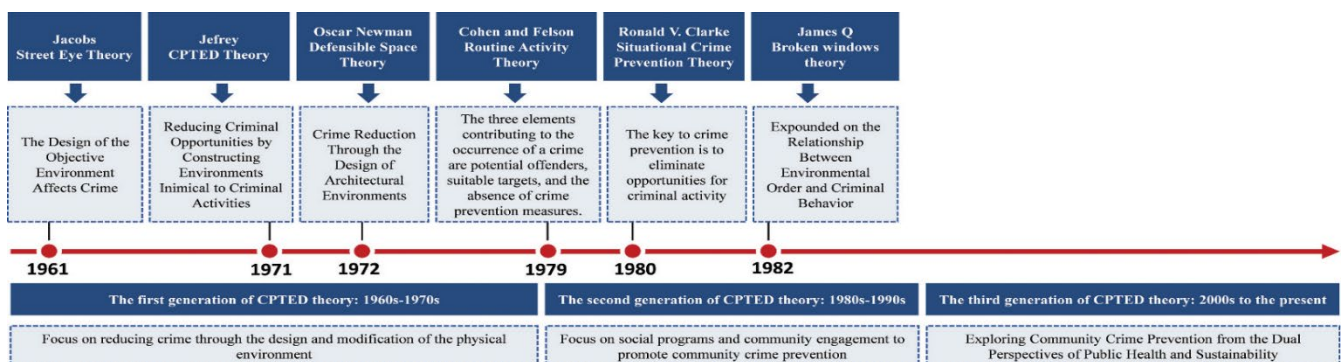 Jacobs
Street Eye Theory
Jefrey
CPTED Theory
Oscar Newman
Defensible Space
Theory
Cohen and Felson
Routine Activity
Theory
Ronald V. Clarke
Situational Crime
Prevention Theory
James Q
Broken windows
theory
The Design of the
Objective
Environment
Affects Crime
Reducing Criminal
Opportunities by
Constructing
Environments
Inimical to Criminal
Activities
Crime Reduction
Through the
Design of
Architectural
Environments
The three elements
contributing to the
occurrence of a crime
are potential offenders,
suitable targets, and the
absence of crime
prevention measures.
The key to crime
prevention is to
eliminate
opportunities for
criminal activity
Expounded on the
Relationship
Between
Environmental
Order and Criminal
Behavior
1961
1971
1972
1979
1980
1982
The first generation of CPTED theory: 1960s-1970s
Focus on reducing crime through the design and modification of the physical
environment
The second generation of CPTED theory: 1980s-1990s
Focus on social programs and community engagement to
promote community crime prevention
The third generation of CPTED theory: 2000s to the present
Exploring Community Crime Prevention from the Dual
Perspectives of Public Health and Sustainability